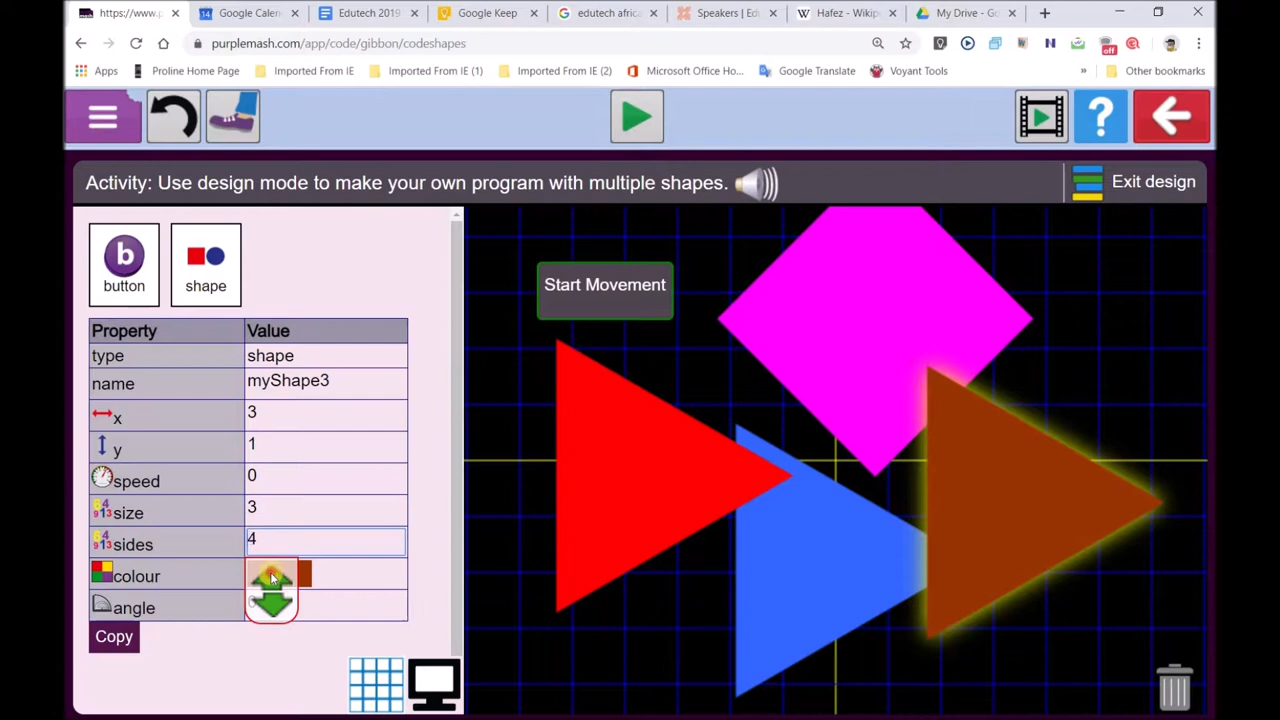 https://www.p
Google Calen
Edutech 2019
Google Keep
edutech africa
Speakers | Ed
Hafez - Wikip
My Drive - Go
purplemash.com/app/code/gibbon/codeshapes
off
Apps
Proline Home Page
Imported From IE
Imported From IE (1)
Imported From IE (2)
Microsoft Office Ho...
Google Translate
Voyant Tools
»
Other bookmarks
Activity: Use design mode to make your own program with multiple shapes.
Exit design
b
button
shape
Property Value
type shape
name myShape3
x 3
y 1
speed 0
size 3
sides 4
colour
angle
Copy
Start Movement
?